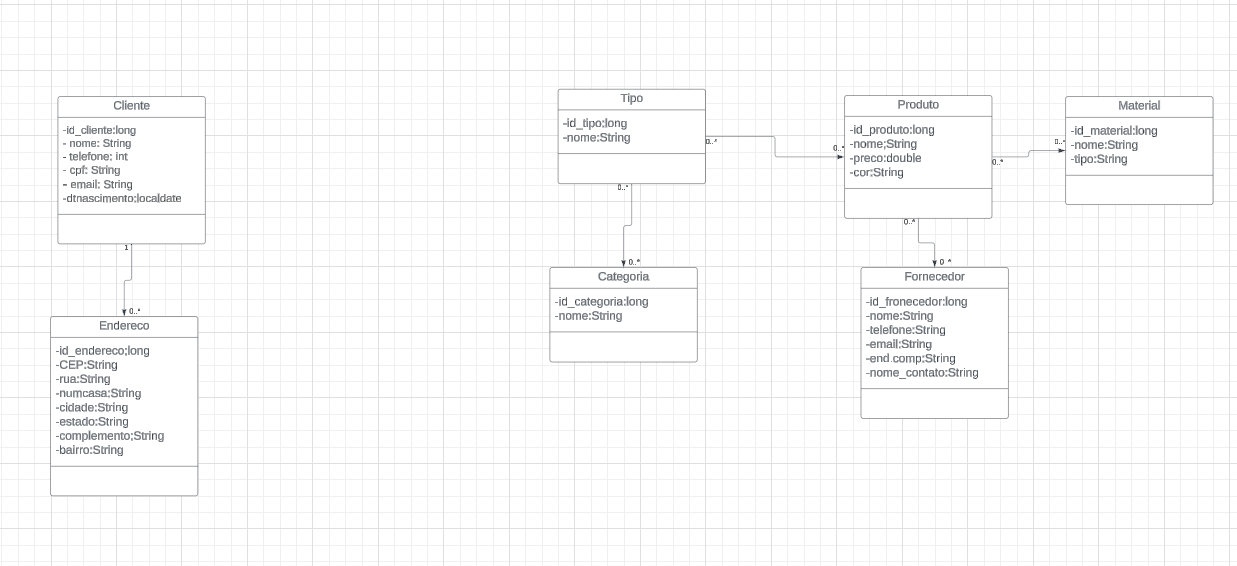 Cliente
-id_cliente:long
- nome: String
- telefone: int
- cpf: String
- email: String
-dtnascimento:localdate
1
0..*
Endereco
-id_endereco:long
-CEP:String
-rua:String
-numcasa:String
-cidade:String
-estado:String
-complemento:String
-bairro:String
Tipo
-id_tipo:long
-nome:String
0..*
0..*
0..*
0..*
Categoria
-id_categoria:long
-nome:String
Produto
-id_produto:long
-nome:String
-preco:double
-cor:String
0..*
0..*
0..*
0..*
Material
-id_material:long
-nome:String
-tipo:String
Fornecedor
-id_fronecedor:long
-nome:String
-telefone:String
-email:String
-end.comp:String
-nome_contato:String